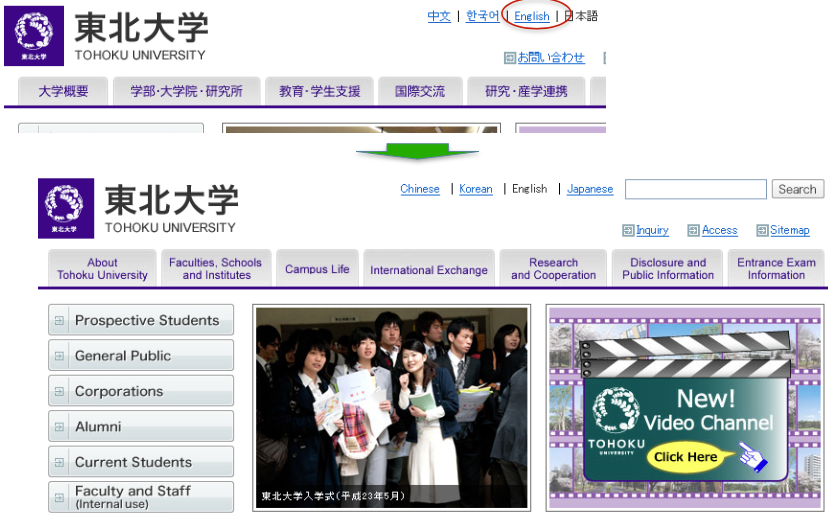 中文 | 한국어 | English | 日本語
東北大学
東北大学
TOHOKU UNIVERSITY
お問い合わせ
大学概要 学部・大学院・研究所 教育・学生支援 国際交流 研究・産学連携
Chinese | Korean | English | Japanese Search
東北大学
東北大学
TOHOKU UNIVERSITY
Inquiry Access Sitemap
About Tohoku University
Faculties, Schools and Institutes
Campus Life
International Exchange
Research and Cooperation
Disclosure and Public Information
Entrance Exam Information
Prospective Students
General Public
Corporations
Alumni
Current Students
Faculty and Staff
(Internal use)
東北大学入学式(平成23年5月)
New!
Video Channel
TOHOKU
UNIVERSITY
Click Here